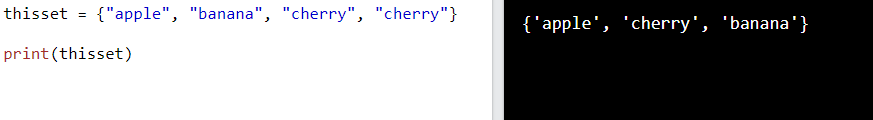 thisset = {"apple", "banana", "cherry", "cherry"}
print(thisset)
{'apple', 'cherry', 'banana'}